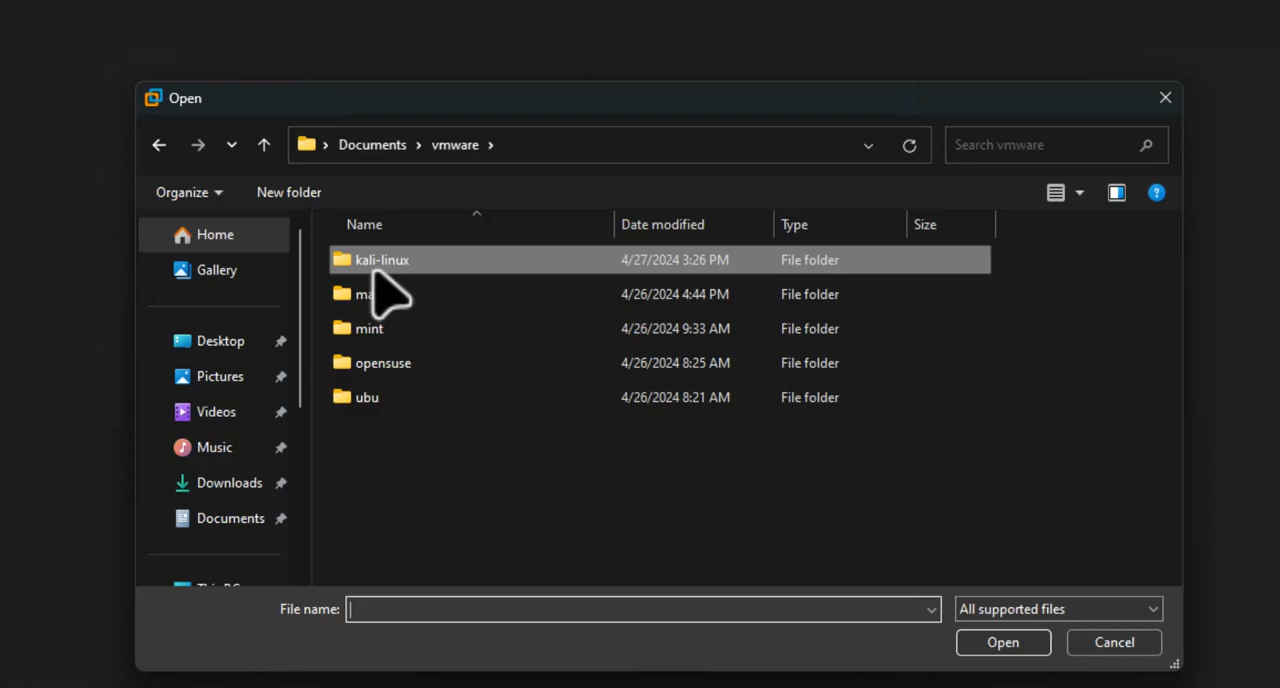 Open
Documents > vmware >
Search vmware
Organize
New folder
Name
Date modified
Type
Size
Home
Gallery
Desktop
Pictures
Videos
Music
Downloads
Documents
kali-linux 4/27/2024 3:26 PM File folder
4/26/2024 4:44 PM File folder
mint 4/26/2024 9:33 AM File folder
opensuse 4/26/2024 8:25 AM File folder
ubu 4/26/2024 8:21 AM File folder
File name:
All supported files
Open
Cancel